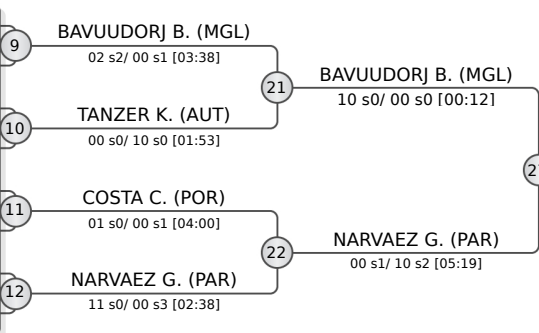 9
BAVUUDORJ B. (MGL)
02 s2/ 00 s1 [03:38]
21
BAVUUDORJ B. (MGL)
10 s0/ 00 s0 [00:12]
10
TANZER K. (AUT)
00 s0/ 10 s0 [01:53]
11
COSTA C. (POR)
01 s0/ 00 s1 [04:00]
22
NARVAEZ G. (PAR)
00 s1/ 10 s2 [05:19]
12
NARVAEZ G. (PAR)
11 s0/ 00 s3 [02:38]